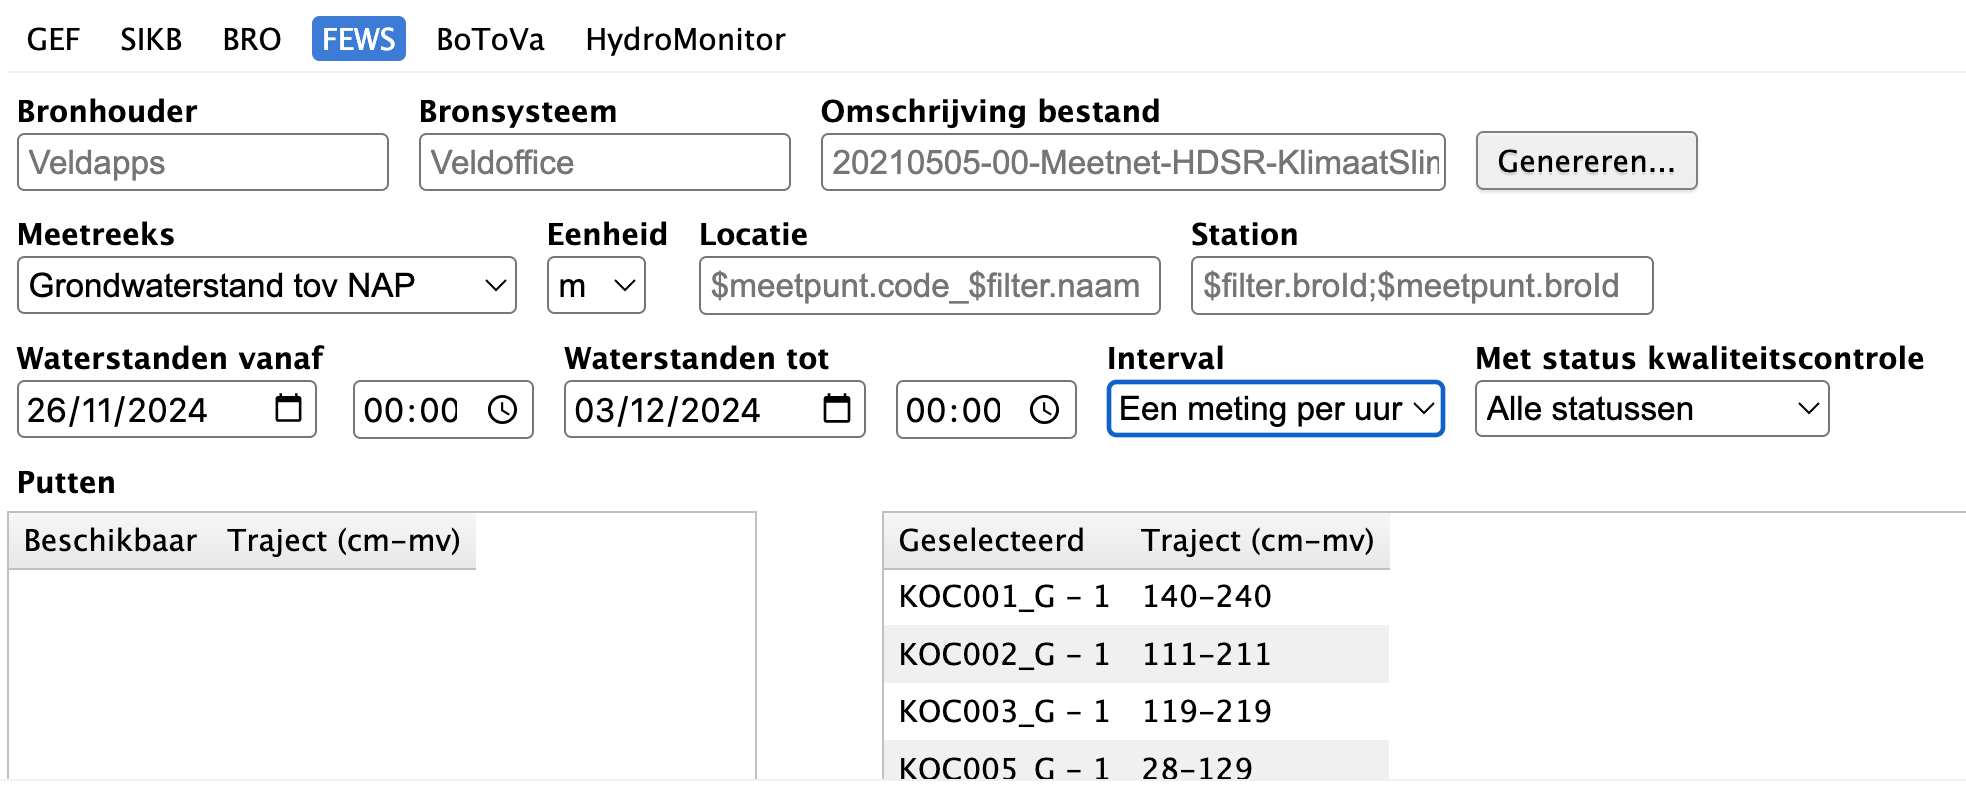 GEF SIKB BRO FEWS BoToVa HydroMonitor
Bronhouder Bronsysteem Omschrijving bestand
Veldapps Veldoffice 20210505-00-Meetnet-HDSR-KlimaatSlin Genereren...
Meetreeks Eenheid Locatie Station
Grondwaterstand tov NAP m $meetpunt.code_$filter.naam $filter.broId;$meetpunt.broId
Waterstanden vanaf Waterstanden tot Interval Met status kwaliteitscontrole
26/11/2024 00:00 03/12/2024 00:00 Een meting per uur Alle statussen
Putten
Beschikbaar Traject (cm-mv) Geselecteerd Traject (cm-mv)
KOC001_G - 1 140-240
KOC002_G - 1 111-211
KOC003_G - 1 119-219
KOC005_G - 1 28-129